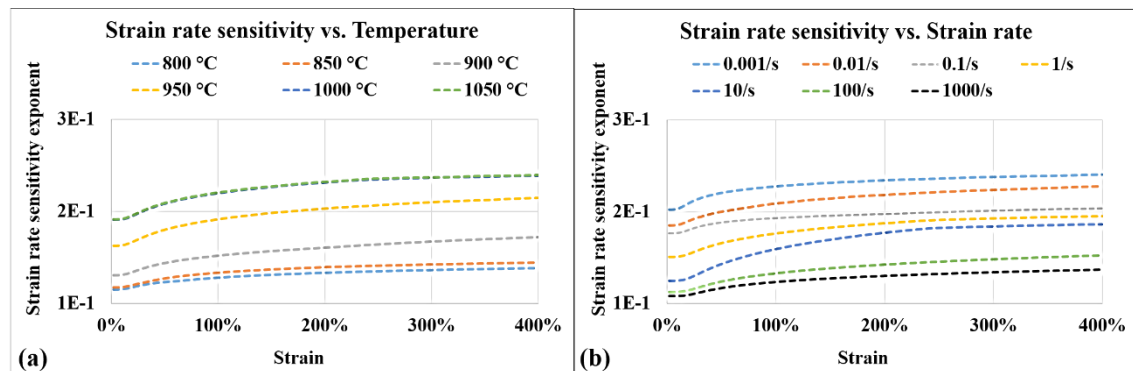 Strain rate sensitivity vs. Temperature
800 °C 850 °C 900 °C
950 °C 1000 °C 1050 °C
Strain rate sensitivity exponent
3E-1
2E-1
1E-1
0% 100% 200% 300% 400%
(a) Strain
Strain rate sensitivity vs. Strain rate
0.001/s 0.01/s 0.1/s 1/s
10/s 100/s 1000/s
Strain rate sensitivity exponent
3E-1
2E-1
1E-1
0% 100% 200% 300% 400%
(b) Strain